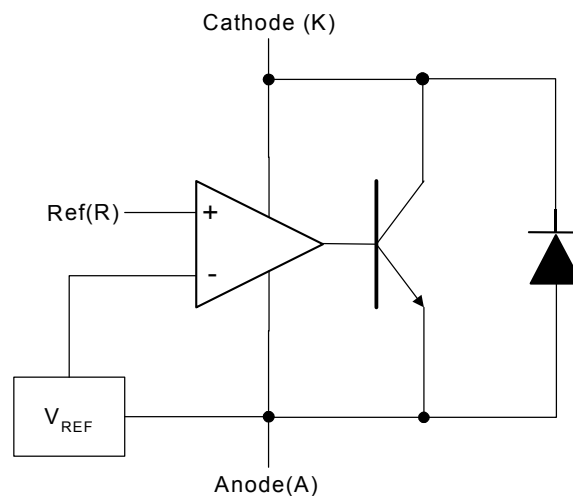 Cathode (K)
Ref(R)
+
-
VREF
Anode(A)